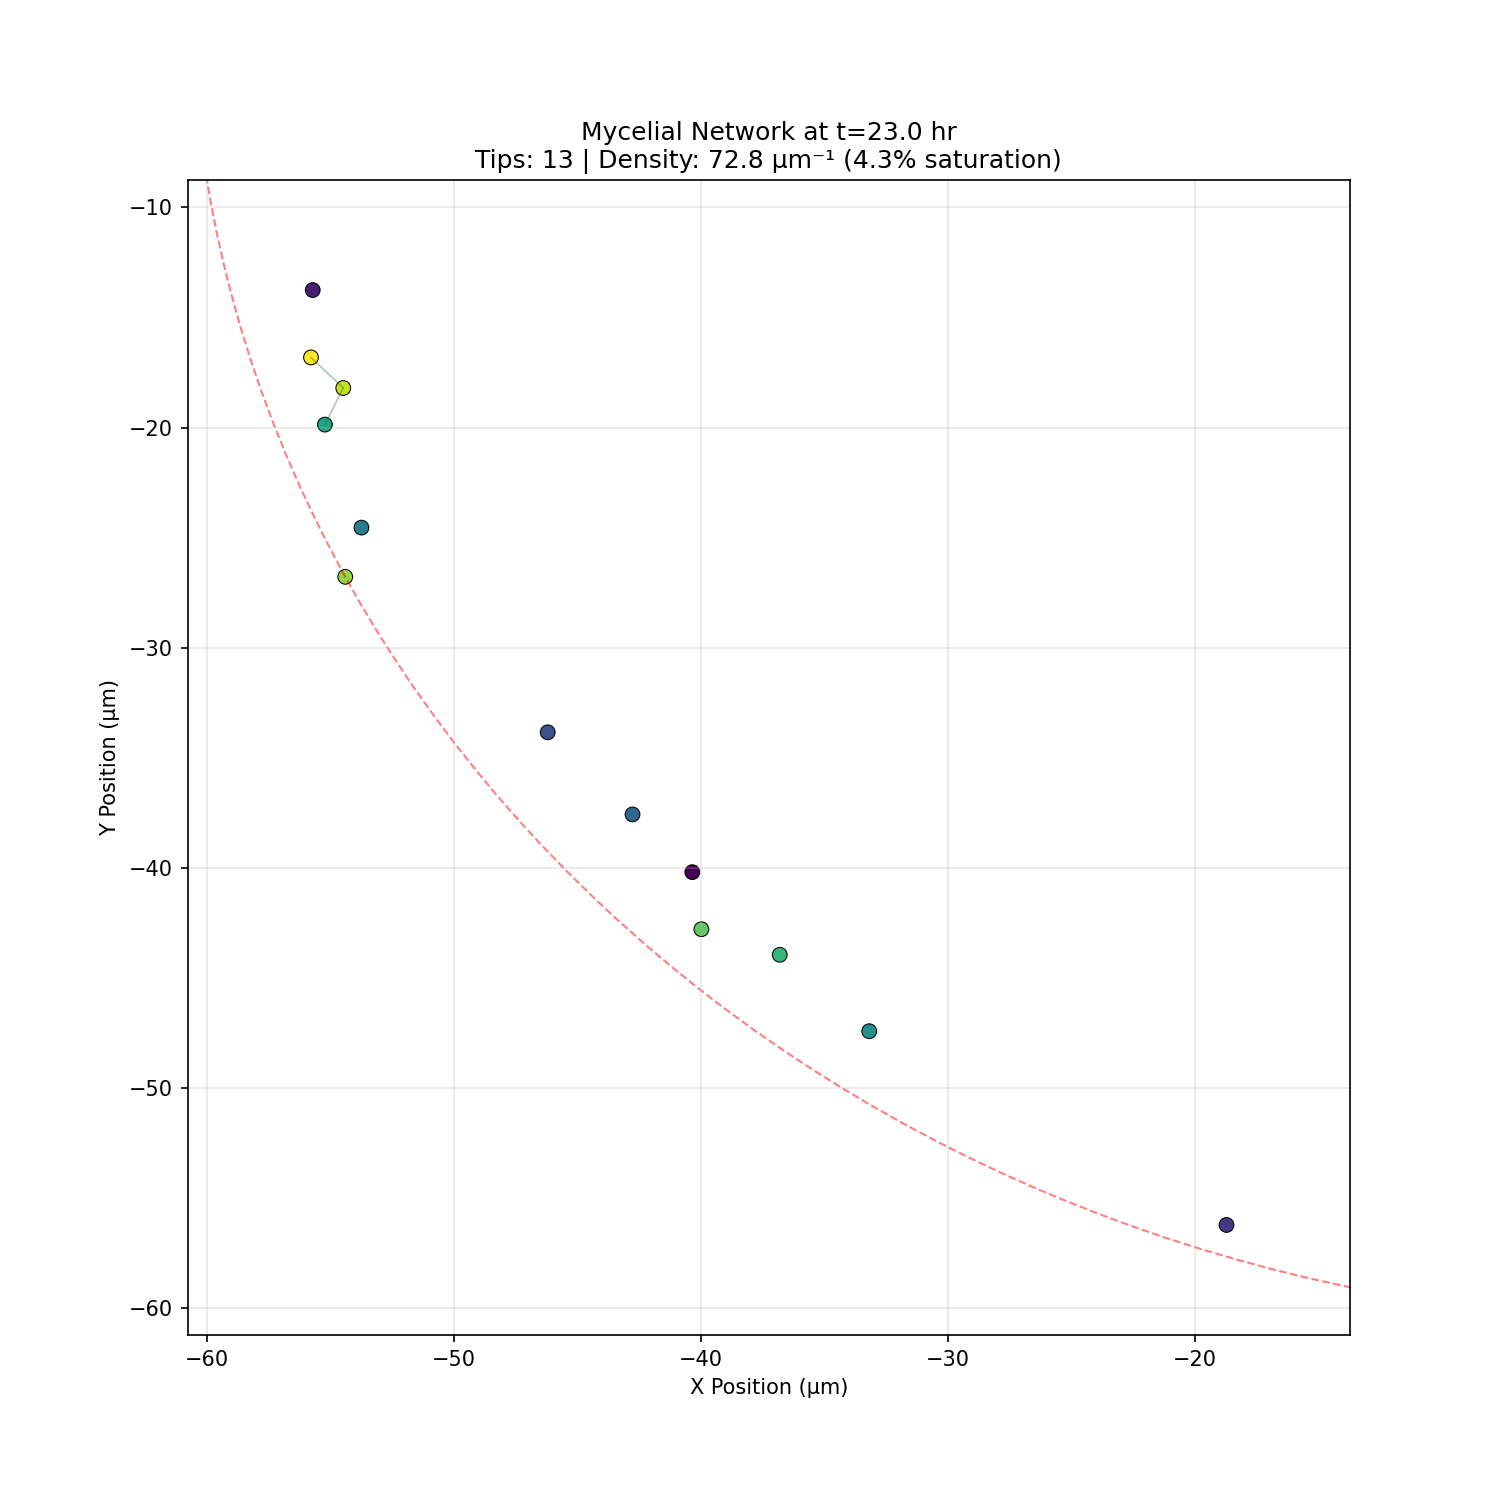 Mycelial Network at t=23.0 hr
Tips: 13 | Density: 72.8 μm⁻¹ (4.3% saturation)
−10
−20
−30
−40
−50
−60
Y Position (μm)
−60
−50
−40
−30
−20
X Position (μm)